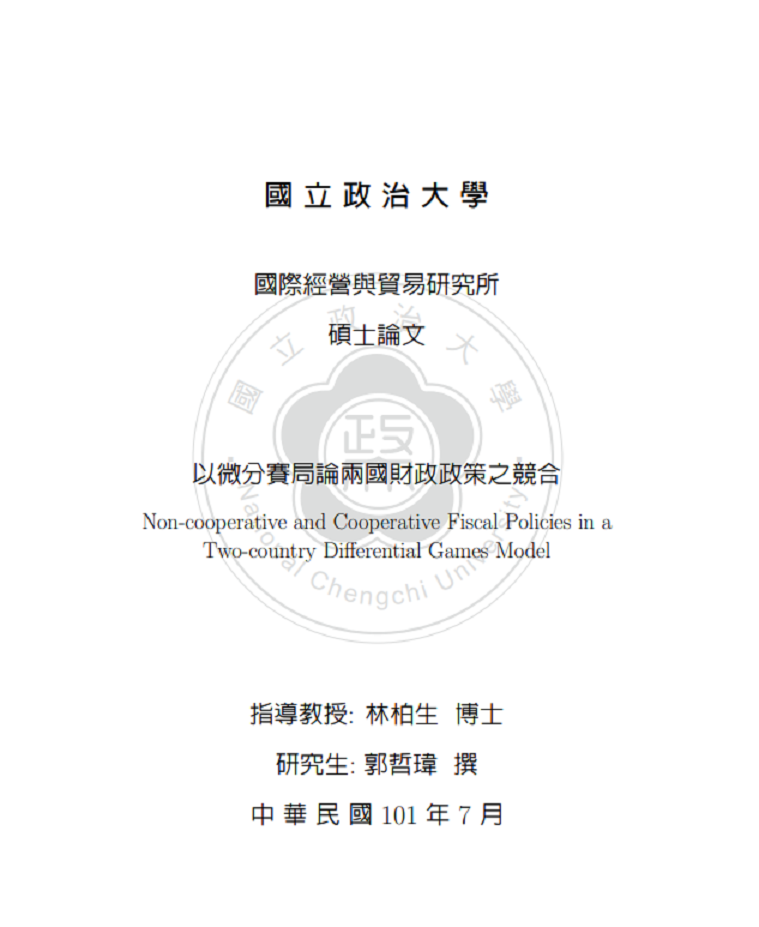 國立政治大學
國際經營與貿易研究所
碩士論文
國立政治大學
政
以微分賽局論兩國財政政策之競合
Non-cooperative and Cooperative Fiscal Policies in a
Two-country Differential Games Model
National Chengchi University
指導教授: 林柏生 博士
研究生: 郭哲瑋 撰
中華民國 101 年 7 月